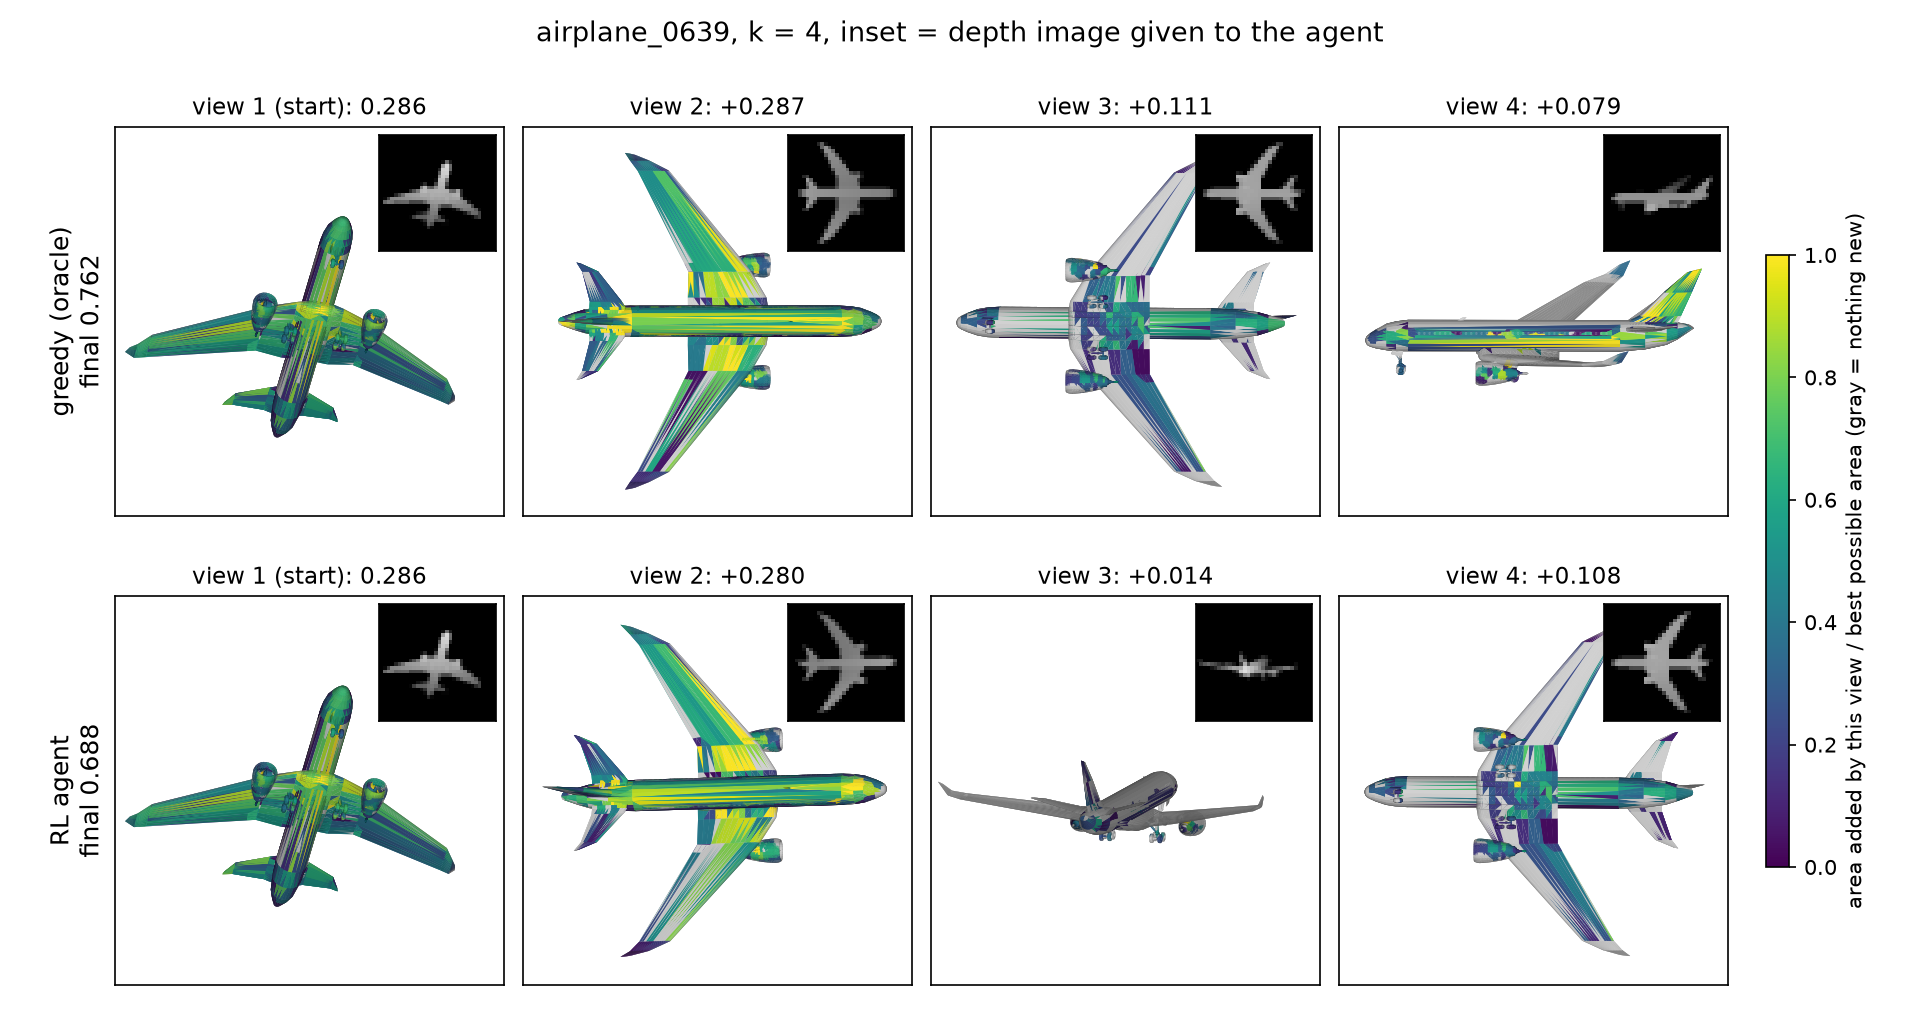 airplane_0639, k = 4, inset = depth image given to the agent
view 1 (start): 0.286
view 2: +0.287
view 3: +0.111
view 4: +0.079
greedy (oracle)
final 0.762
view 1 (start): 0.286
view 2: +0.280
view 3: +0.014
view 4: +0.108
RL agent
final 0.688
1.0
0.8
0.6
0.4
0.2
0.0
area added by this view / best possible area (gray = nothing new)